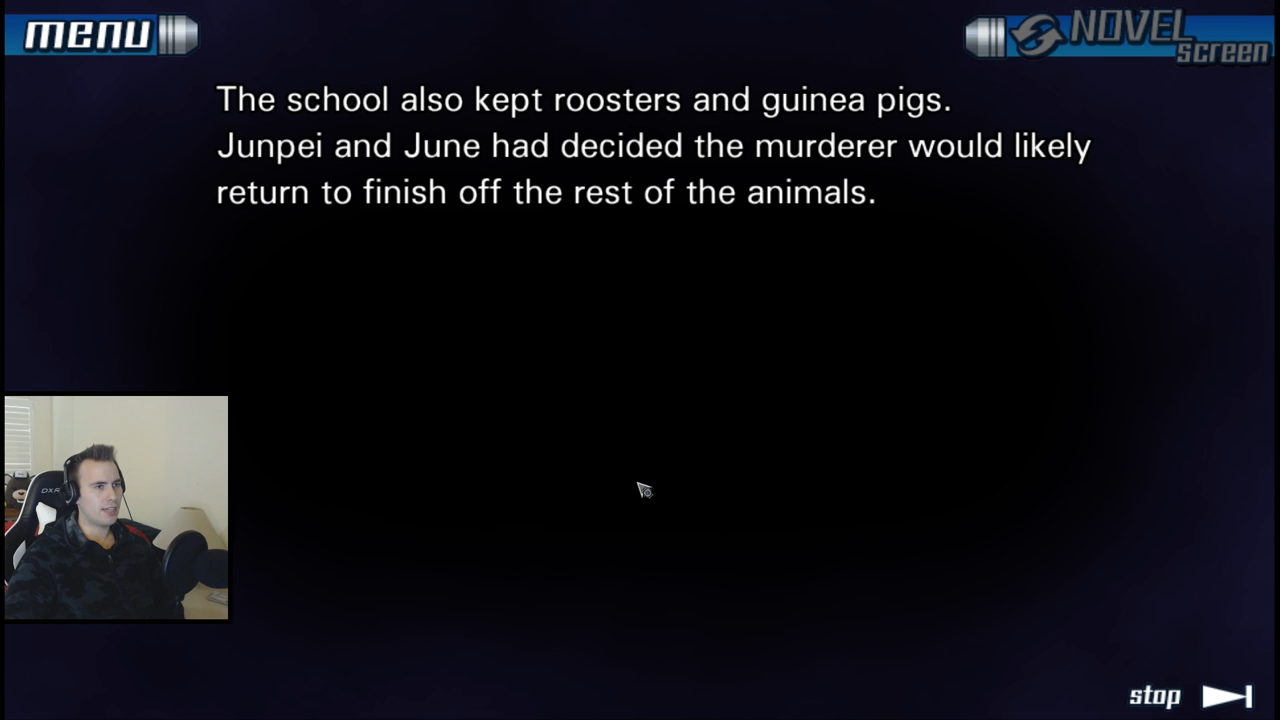 menu
NOVEL
screen
The school also kept roosters and guinea pigs.
Junpei and June had decided the murderer would likely
return to finish off the rest of the animals.
DXR
stop